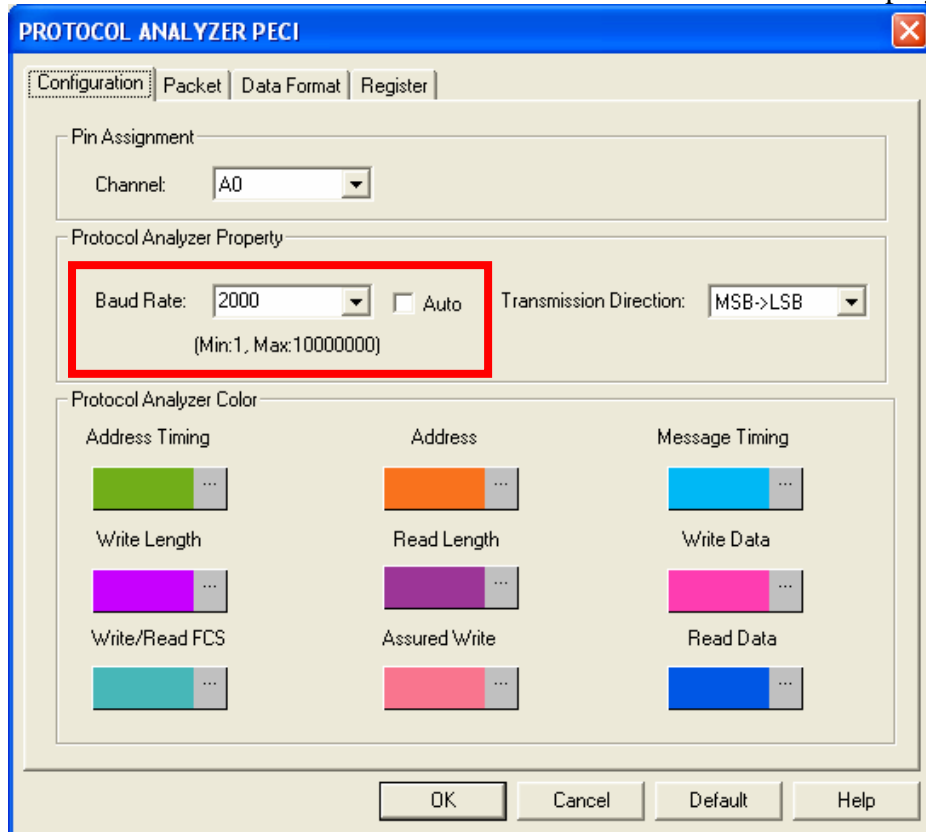 PROTOCOL ANALYZER PECI
Configuration Packet Data Format Register
Pin Assignment
Channel: A0
Protocol Analyzer Property
Baud Rate: 2000 Auto Transmission Direction: MSB->LSB
(Min:1, Max:10000000)
Protocol Analyzer Color
Address Timing Address Message Timing
... ... ...
Write Length Read Length Write Data
... ... ...
Write/Read FCS Assured Write Read Data
... ... ...
OK Cancel Default Help